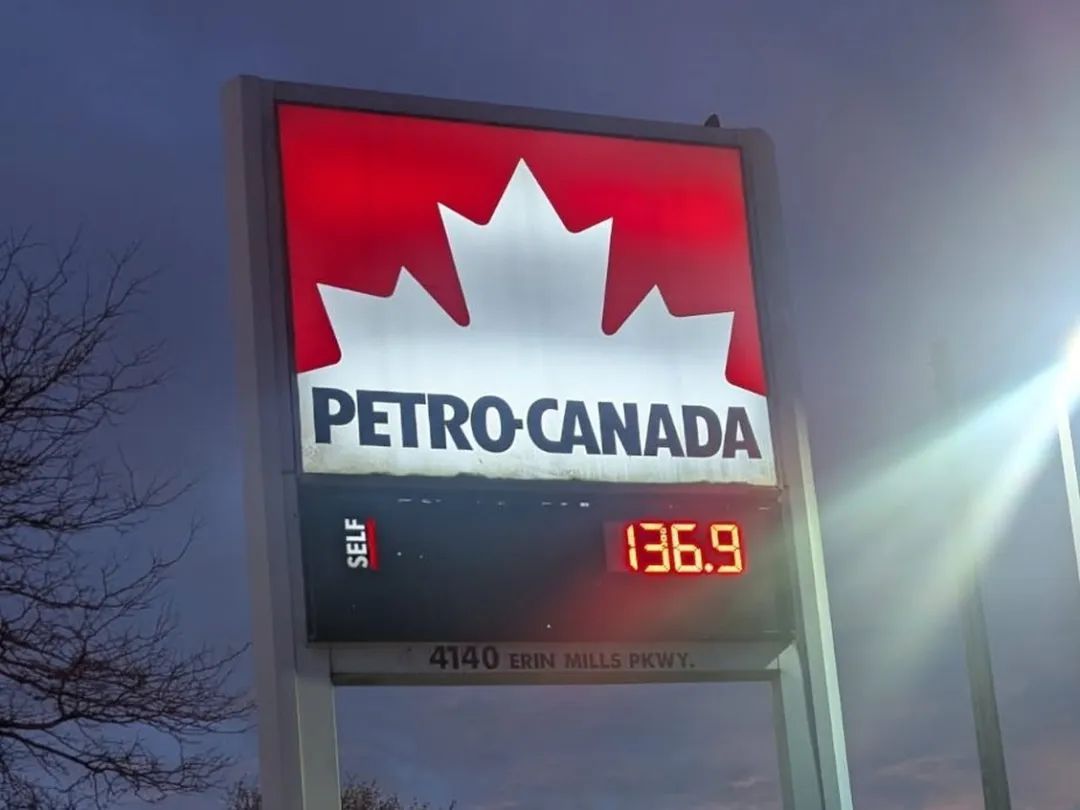 PETRO-CANADA
SELF 136.9
4140 ERIN MILLS PKWY.